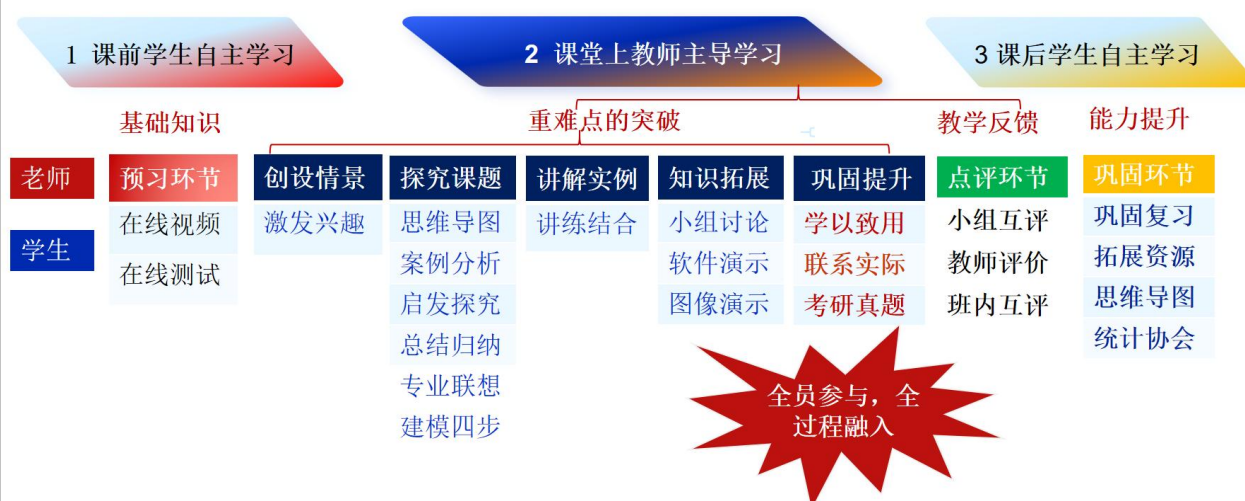 1 课前学生自主学习
2 课堂上教师主导学习
3 课后学生自主学习
基础知识
重难点的突破
教学反馈
能力提升
老师
学生
预习环节
在线视频
在线测试
创设情景
激发兴趣
探究课题
思维导图
案例分析
启发探究
总结归纳
专业联想
建模四步
讲解实例
讲练结合
知识拓展
小组讨论
软件演示
图像演示
巩固提升
学以致用
联系实际
考研真题
点评环节
小组互评
教师评价
班内互评
巩固环节
巩固复习
拓展资源
思维导图
统计协会
全员参与，全
过程融入